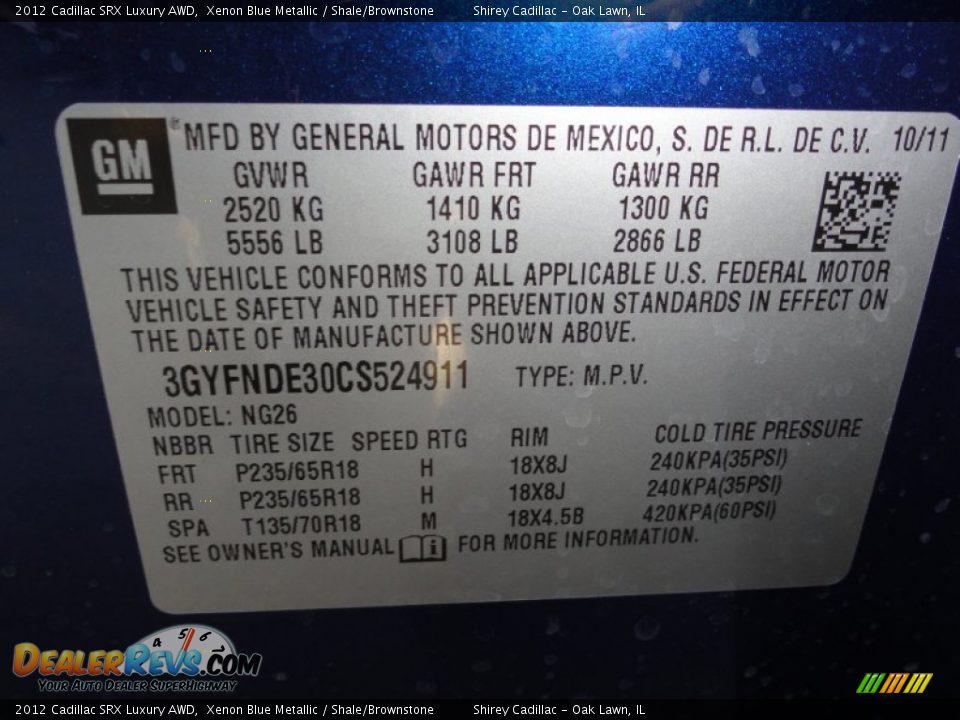 2012 Cadillac SRX Luxury AWD, Xenon Blue Metallic / Shale/Brownstone Shirey Cadillac - Oak Lawn, IL
GM ® MFD BY GENERAL MOTORS DE MEXICO, S. DE R.L. DE C.V. 10/11
GVWR GAWR FRT GAWR RR
2520 KG 1410 KG 1300 KG
5556 LB 3108 LB 2866 LB
THIS VEHICLE CONFORMS TO ALL APPLICABLE U.S. FEDERAL MOTOR
VEHICLE SAFETY AND THEFT PREVENTION STANDARDS IN EFFECT ON
THE DATE OF MANUFACTURE SHOWN ABOVE.
3GYFNDE30CS524911 TYPE: M.P.V.
MODEL: NG26
NBBR TIRE SIZE SPEED RTG RIM COLD TIRE PRESSURE
FRT P235/65R18 H 18X8J 240KPA(35PSI)
RR P235/65R18 H 18X8J 240KPA(35PSI)
SPA T135/70R18 M 18X4.5B 420KPA(60PSI)
SEE OWNER'S MANUAL i FOR MORE INFORMATION.
4 5 6
DEALERREVS.COM
YOUR AUTO DEALER SUPERHIGHWAY
2012 Cadillac SRX Luxury AWD, Xenon Blue Metallic / Shale/Brownstone Shirey Cadillac - Oak Lawn, IL